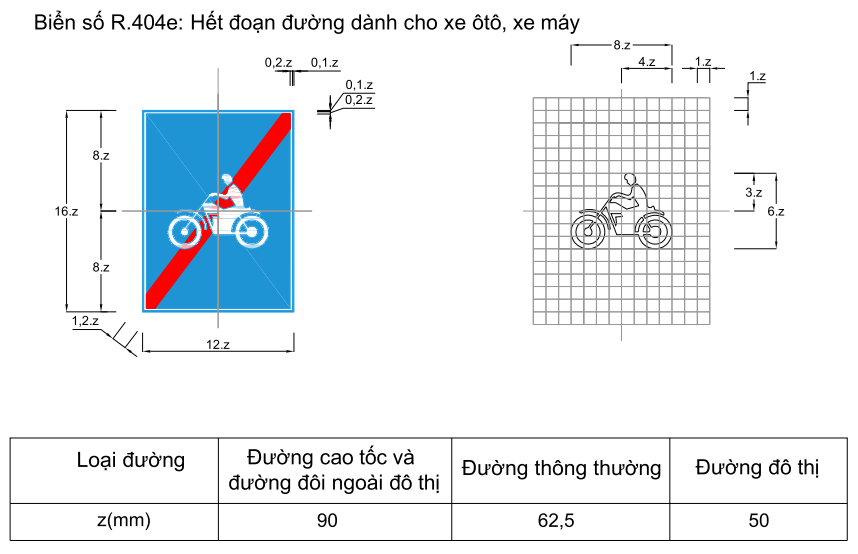 Biển số R.404e: Hết đoạn đường dành cho xe ôtô, xe máy
8.z
0,2.z 0,1.z
4.z 1.z
0,1.z
0,2.z
1.z
8.z
16.z
3.z
6.z
8.z
1,2.z
12.z
Loại đường
Đường cao tốc và
đường đôi ngoài đô thị
Đường thông thường
Đường đô thị
z(mm) 90 62,5 50